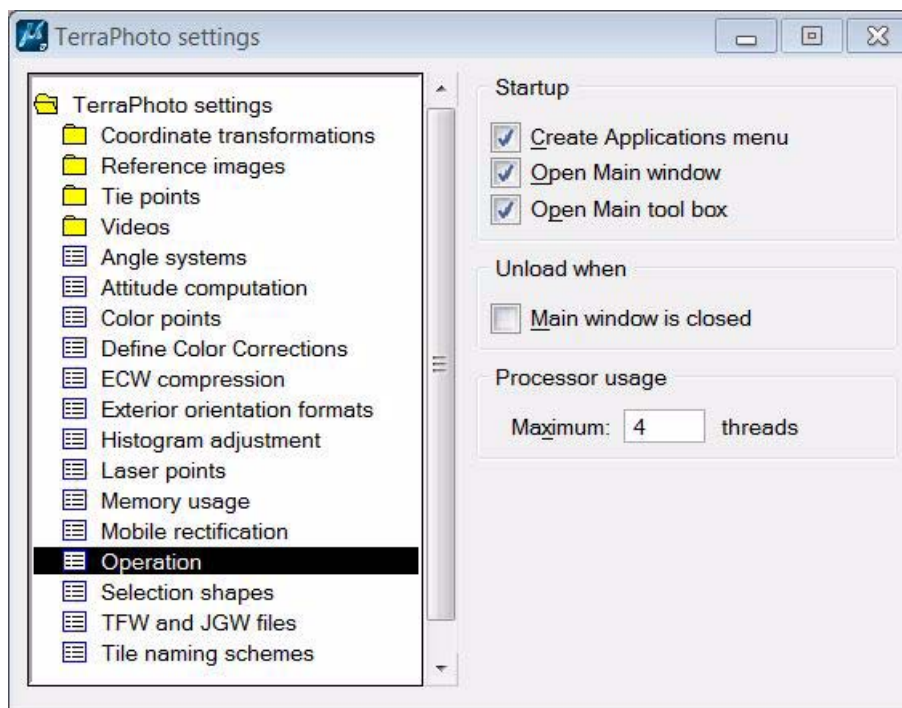 TerraPhoto settings
TerraPhoto settings
Coordinate transformations
Reference images
Tie points
Videos
Angle systems
Attitude computation
Color points
Define Color Corrections
ECW compression
Exterior orientation formats
Histogram adjustment
Laser points
Memory usage
Mobile rectification
Operation
Selection shapes
TFW and JGW files
Tile naming schemes
Startup
Create Applications menu
Open Main window
Open Main tool box
Unload when
Main window is closed
Processor usage
Maximum: 4 threads